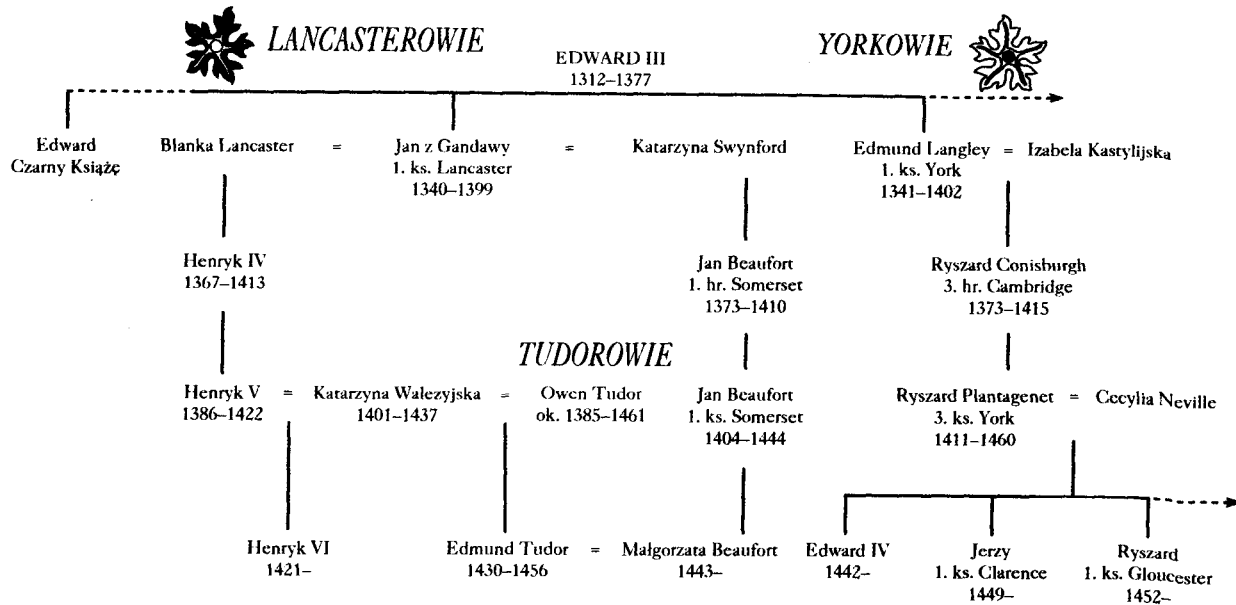 LANCASTEROWIE
YORKOWIE
EDWARD III
1312–1377
Edward
Czarny Książę
Blanka Lancaster
=
Jan z Gandawy
1. ks. Lancaster
1340–1399
=
Katarzyna Swynford
Edmund Langley
1. ks. York
1341–1402
=
Izabela Kastylijska
Henryk IV
1367–1413
Jan Beaufort
1. hr. Somerset
1373–1410
Ryszard Conisburgh
3. hr. Cambridge
1373–1415
TUDOROWIE
Henryk V
1386–1422
=
Katarzyna Walezyjska
1401–1437
=
Owen Tudor
ok. 1385–1461
Jan Beaufort
1. ks. Somerset
1404–1444
Ryszard Plantagenet
3. ks. York
1411–1460
=
Cecylia Neville
Henryk VI
1421–
Edmund Tudor
1430–1456
=
Małgorzata Beaufort
1443–
Edward IV
1442–
Jerzy
1. ks. Clarence
1449–
Ryszard
1. ks. Gloucester
1452–